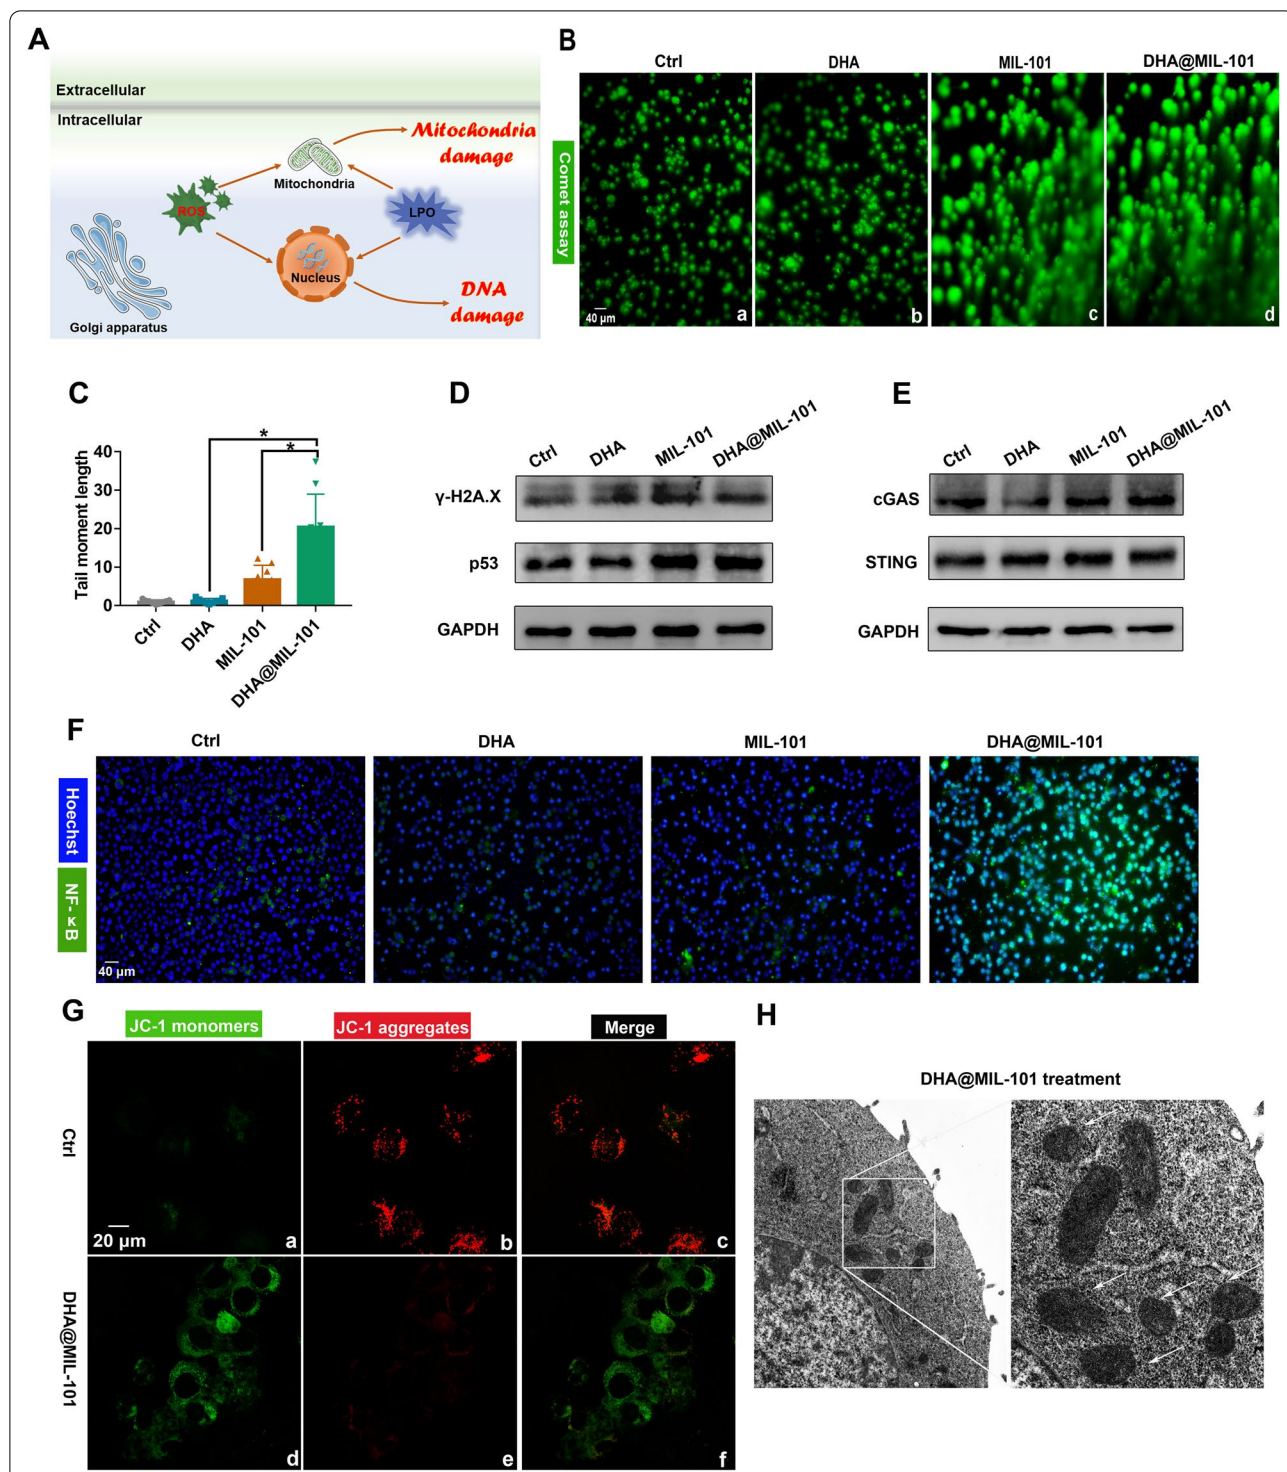 A
Extracellular
Intracellular
Mitochondria
damage
Mitochondria
ROS
LPO
Nucleus
DNA
damage
Golgi apparatus
B
Ctrl
DHA
MIL-101
DHA@MIL-101
Comet assay
40 µm
a
b
c
d
C
Tail moment length
40
30
20
10
0
*
*
Ctrl
DHA
MIL-101
DHA@MIL-101
D
Ctrl
DHA
MIL-101
DHA@MIL-101
γ-H2A.X
p53
GAPDH
E
Ctrl
DHA
MIL-101
DHA@MIL-101
cGAS
STING
GAPDH
F
Ctrl
DHA
MIL-101
DHA@MIL-101
Hoechst
NF-κB
40 µm
G
JC-1 monomers
JC-1 aggregates
Merge
Ctrl
20 µm
a
b
c
DHA@MIL-101
d
e
f
H
DHA@MIL-101 treatment